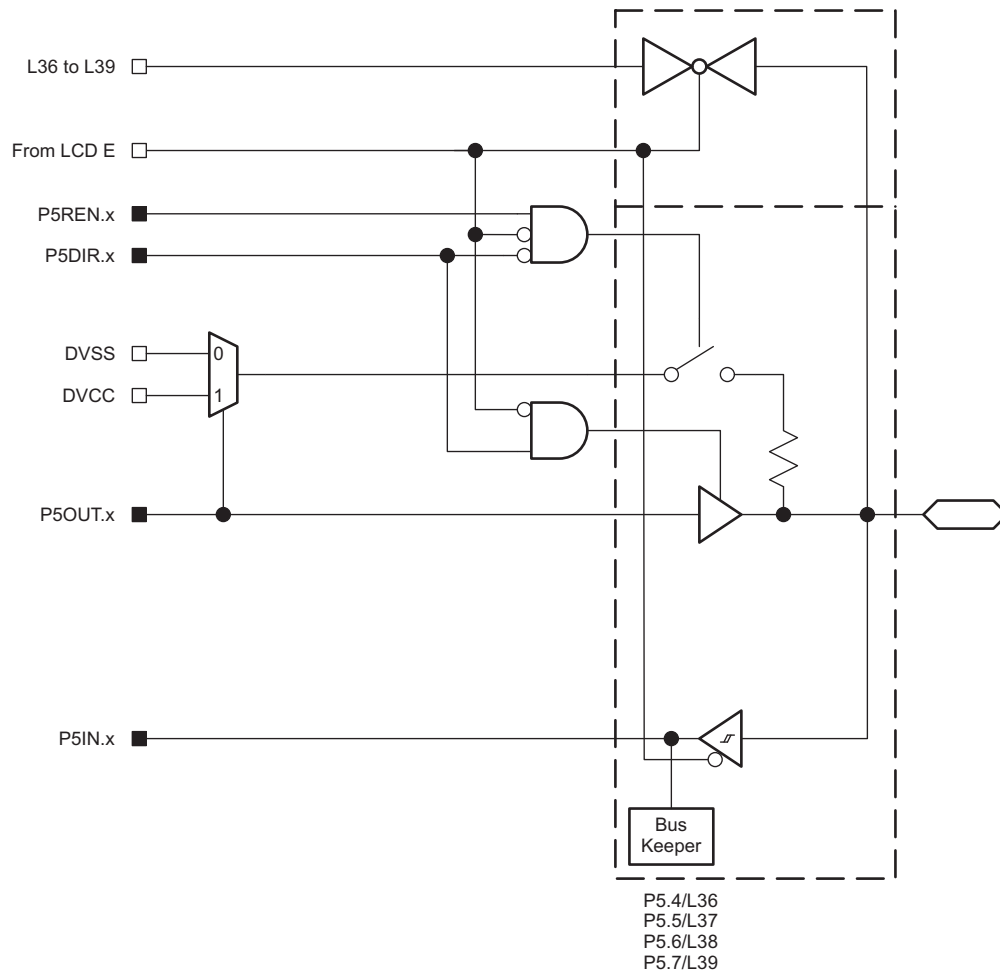 L36 to L39
From LCD E
P5REN.x
P5DIR.x
DVSS
0
DVCC
1
P5OUT.x
P5IN.x
Bus
Keeper
P5.4/L36
P5.5/L37
P5.6/L38
P5.7/L39